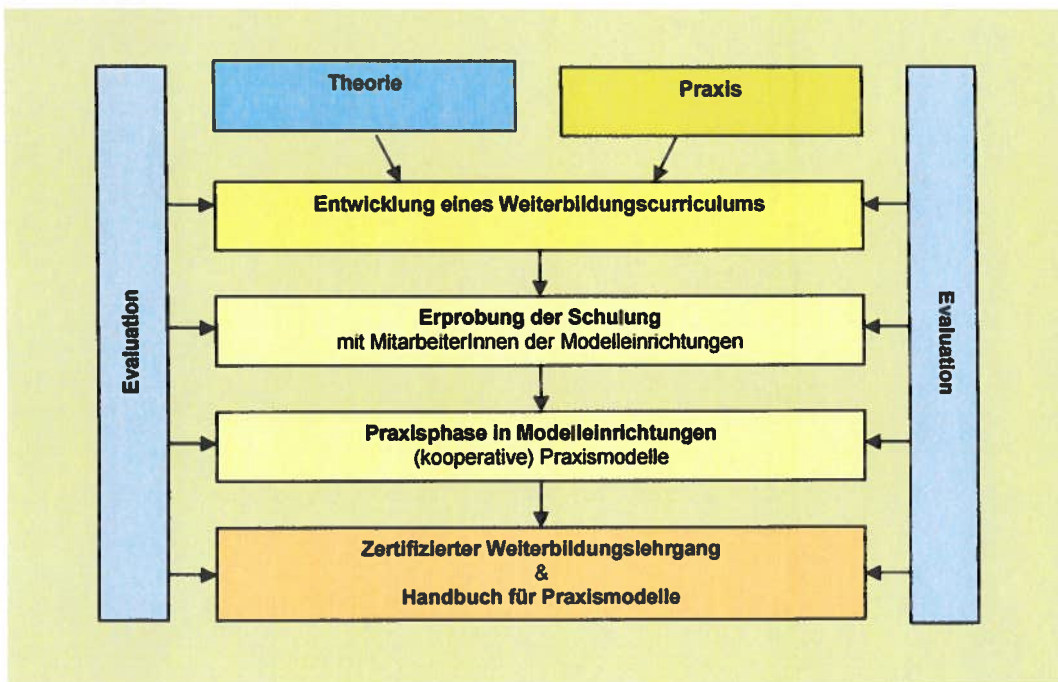 Theorie
Praxis
Evaluation
Entwicklung eines Weiterbildungscurriculums
Erprobung der Schulung
mit MitarbeiterInnen der Modelleinrichtungen
Praxisphase in Modelleinrichtungen
(kooperative) Praxismodelle
Zertifizierter Weiterbildungslehrgang
&
Handbuch für Praxismodelle
Evaluation